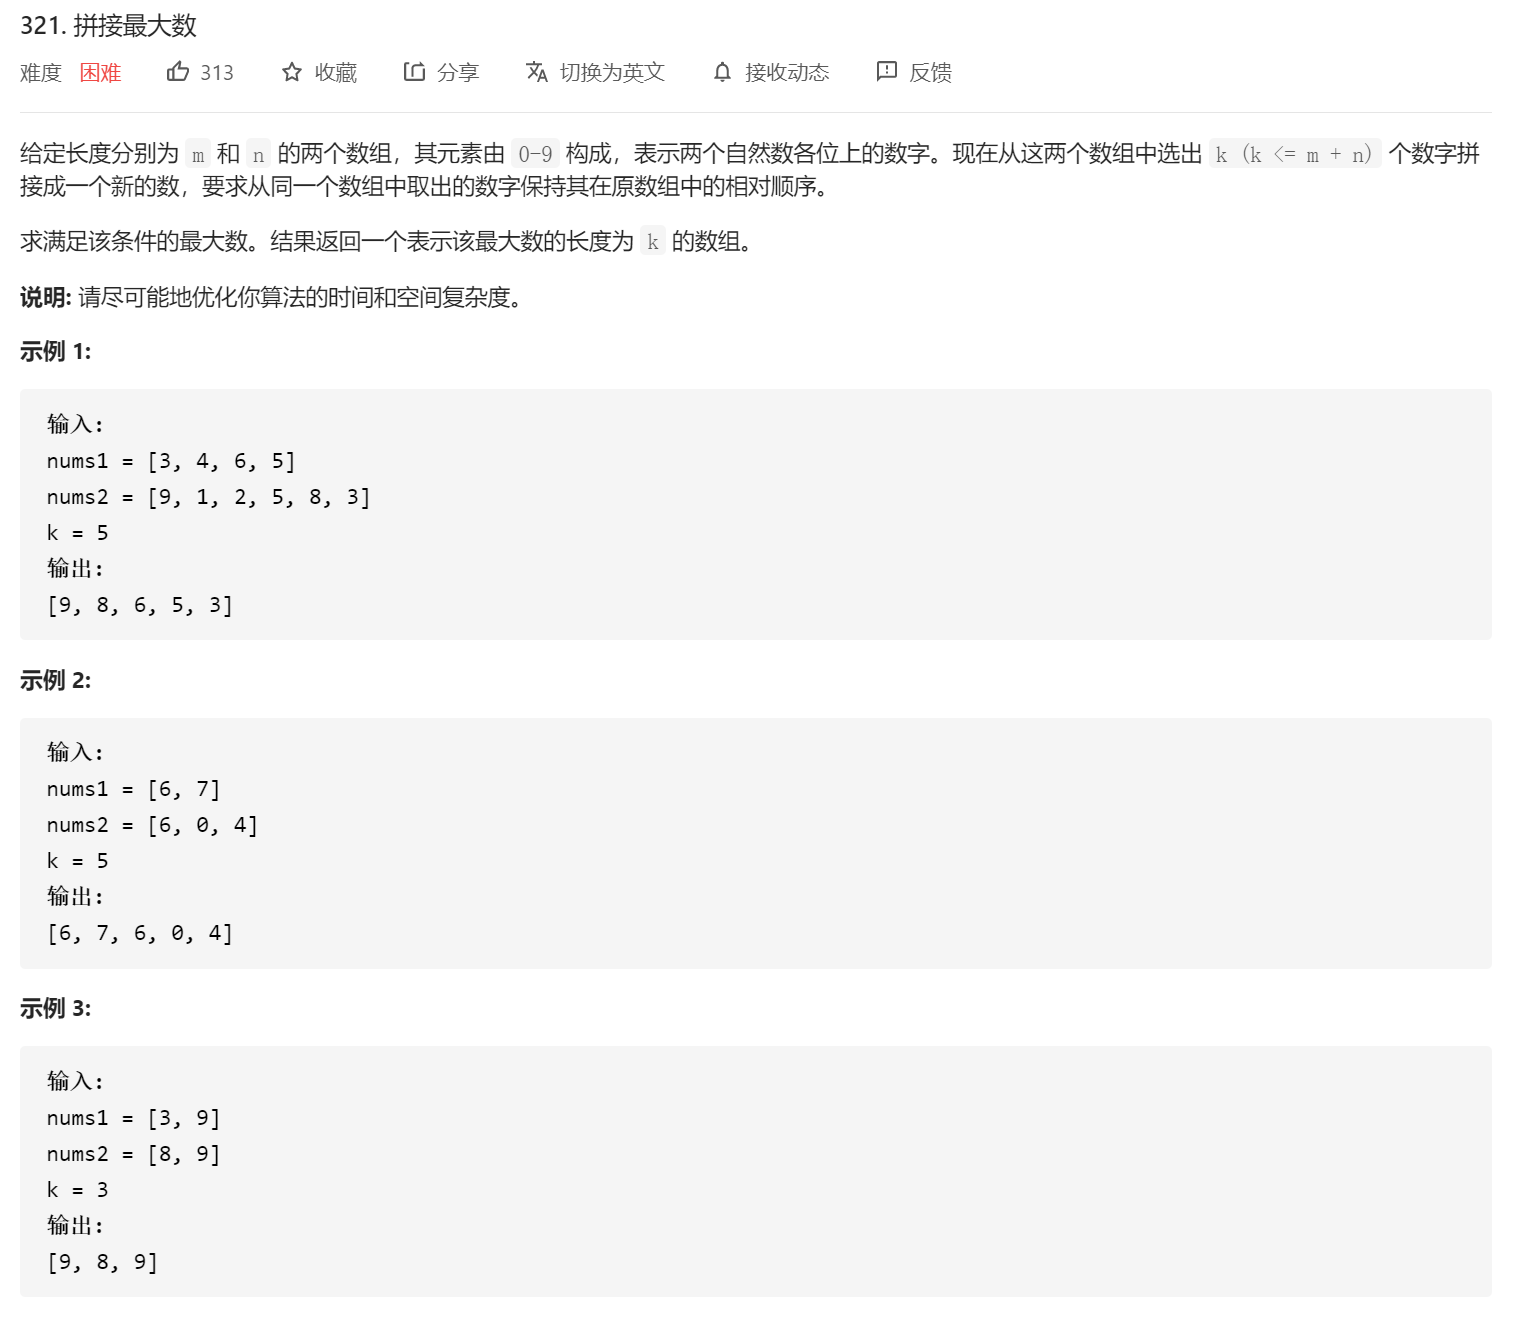 321. 拼接最大数
难度 困难 313 收藏 分享 切换为英文 接收动态 反馈
给定长度分别为 m 和 n 的两个数组，其元素由 0-9 构成，表示两个自然数各位上的数字。现在从这两个数组中选出 k (k <= m + n) 个数字拼
接成一个新的数，要求从同一个数组中取出的数字保持其在原数组中的相对顺序。
求满足该条件的最大数。结果返回一个表示该最大数的长度为 k 的数组。
说明: 请尽可能地优化你算法的时间和空间复杂度。
示例 1:
输入:
nums1 = [3, 4, 6, 5]
nums2 = [9, 1, 2, 5, 8, 3]
k = 5
输出:
[9, 8, 6, 5, 3]
示例 2:
输入:
nums1 = [6, 7]
nums2 = [6, 0, 4]
k = 5
输出:
[6, 7, 6, 0, 4]
示例 3:
输入:
nums1 = [3, 9]
nums2 = [8, 9]
k = 3
输出:
[9, 8, 9]